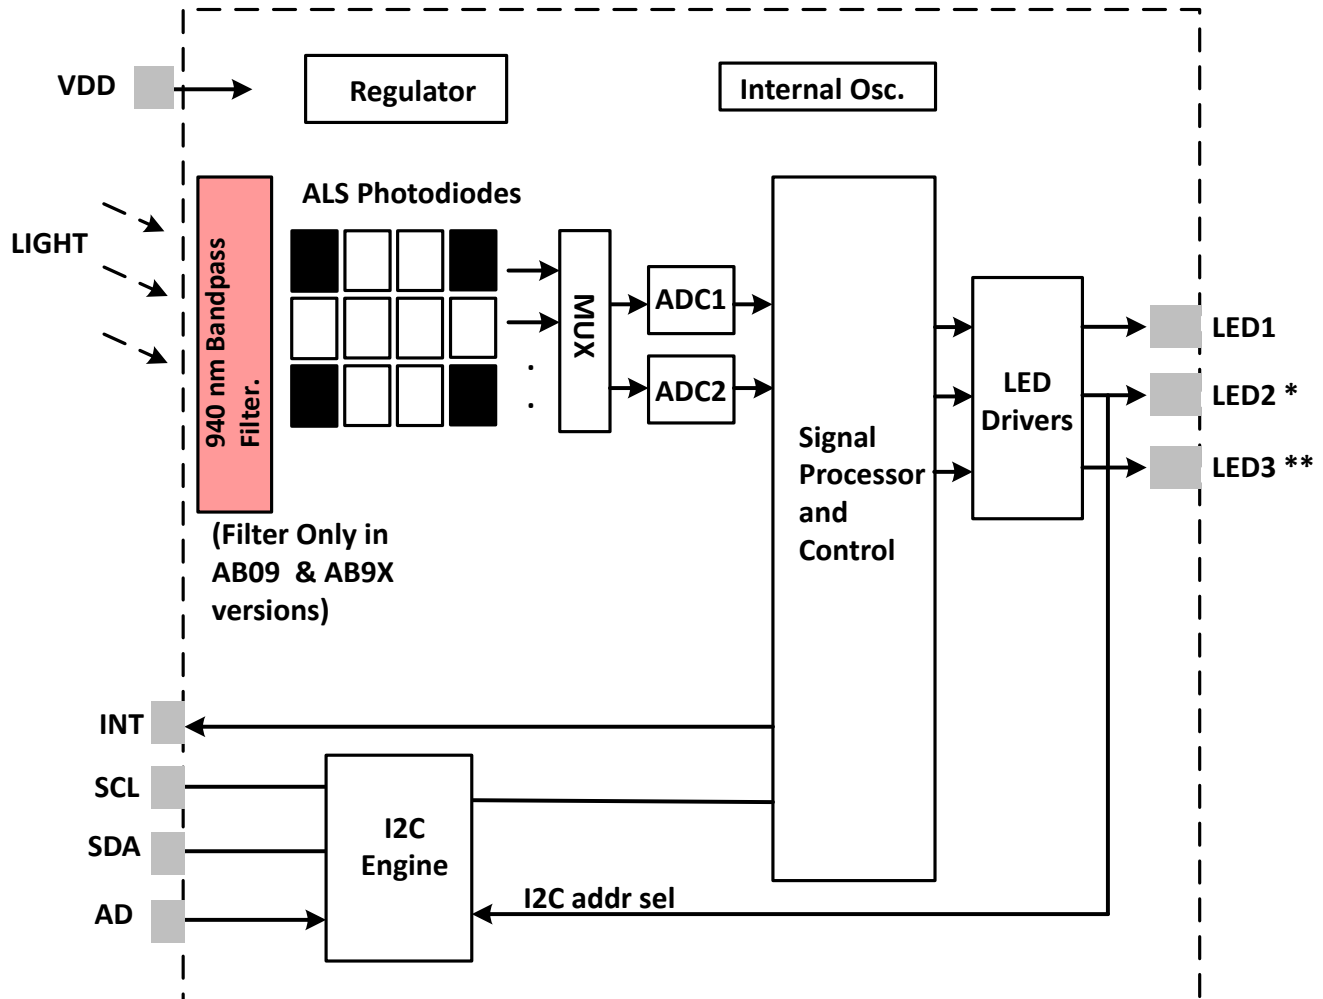 VDD
Regulator
Internal Osc.
ALS Photodiodes
LIGHT
940 nm Bandpass
Filter.
MUX
ADC1
ADC2
Signal
Processor
and
Control
LED
Drivers
LED1
LED2 *
LED3 **
(Filter Only in
AB09 & AB9X
versions)
INT
SCL
SDA
AD
I2C
Engine
I2C addr sel